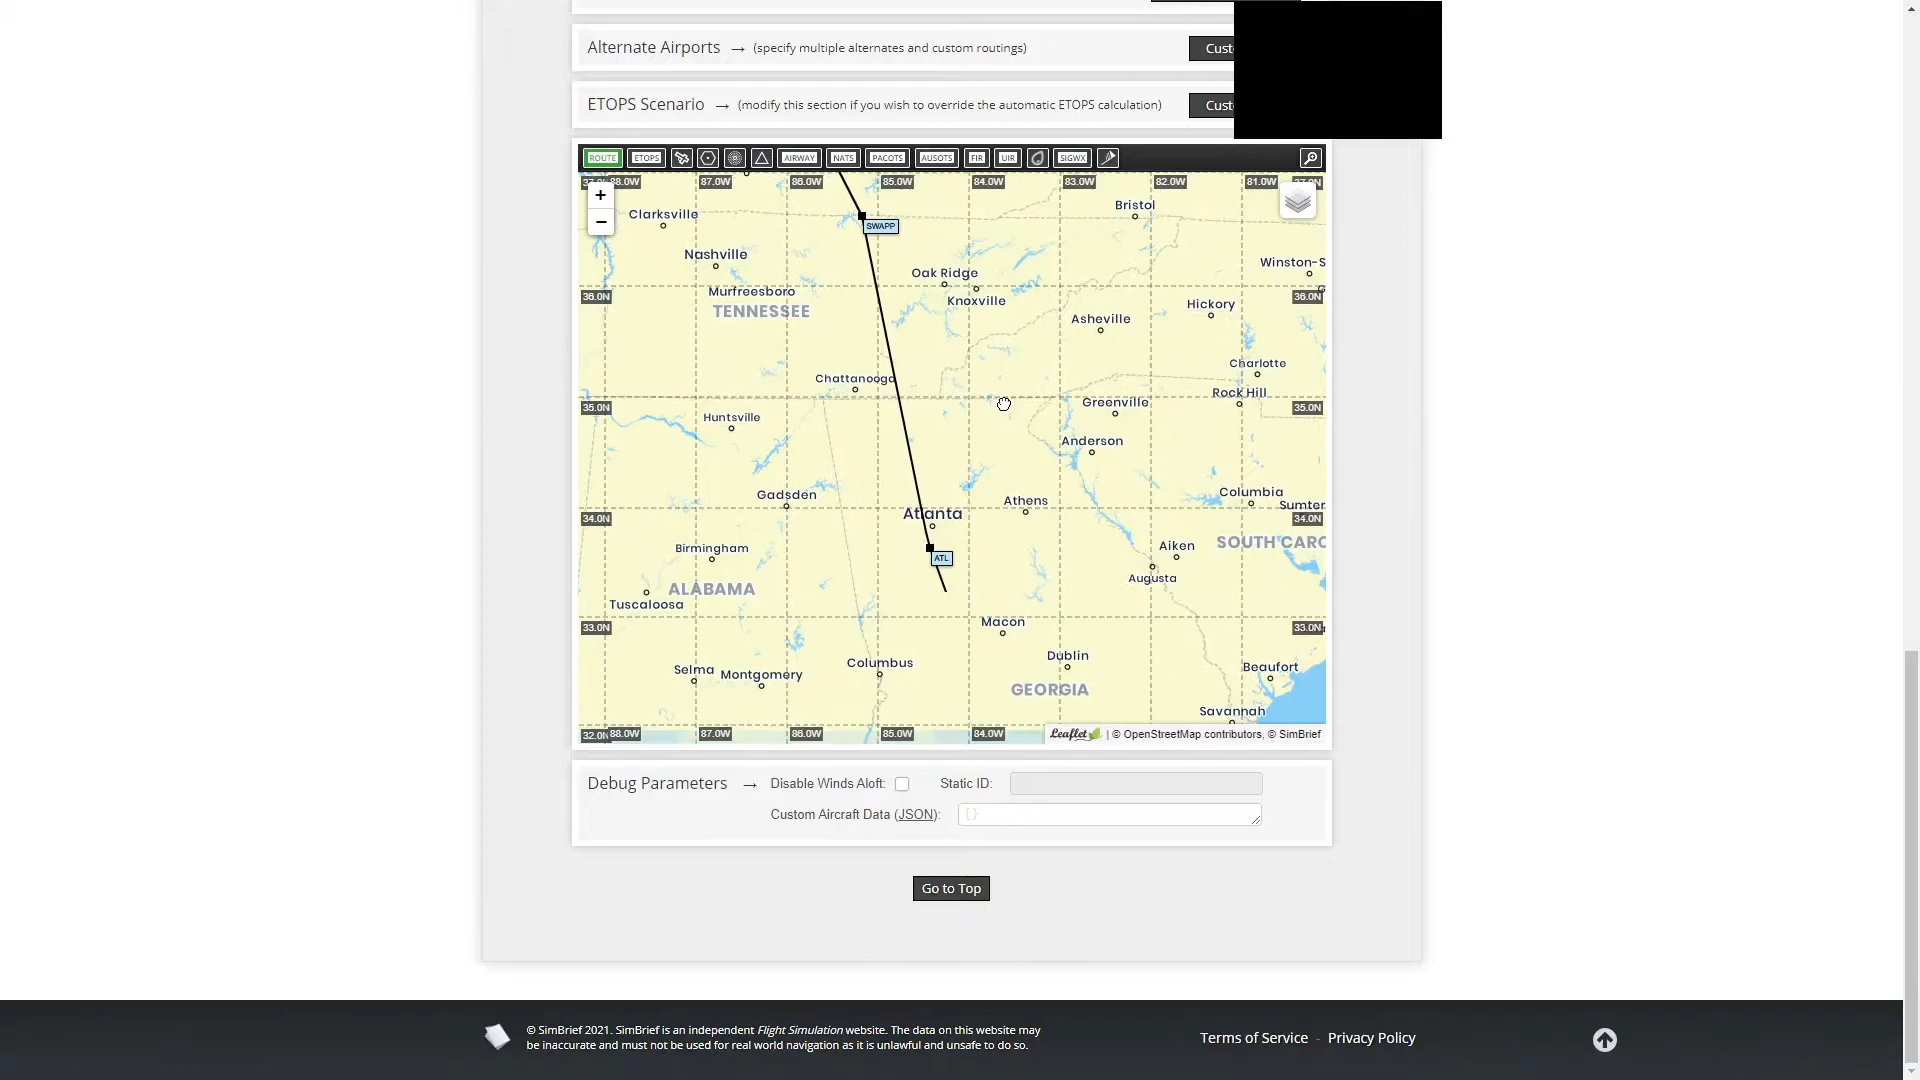 Alternate Airports → (specify multiple alternates and custom routings) Cust
ETOPS Scenario → (modify this section if you wish to override the automatic ETOPS calculation) Cust
ROUTE ETOPS AIRWAY NATS PACOTS AUSOTS FIR UIR SIGWX
88.0W 87.0W 86.0W 85.0W 84.0W 83.0W 82.0W 81.0W
+
−
Clarksville
Bristol
SWAPP
Nashville
Winston-S
Oak Ridge
Murfreesboro
36.0N
Knoxville
36.0N
TENNESSEE
Hickory
Asheville
Charlotte
Chattanooga
Rock Hill
Greenville
35.0N
35.0N
Huntsville
Anderson
Gadsden
Athens
Columbia
Sumter
Atlanta
34.0N
34.0N
Birmingham
Aiken
SOUTH CARO
ATL
Augusta
ALABAMA
Tuscaloosa
Macon
33.0N
33.0N
Dublin
Columbus
Beaufort
Selma
Montgomery
GEORGIA
Savannah
32.0N 88.0W 87.0W 86.0W 85.0W 84.0W
Leaflet | © OpenStreetMap contributors, © SimBrief
Debug Parameters → Disable Winds Aloft: Static ID:
Custom Aircraft Data (JSON): {}
Go to Top
© SimBrief 2021. SimBrief is an independent Flight Simulation website. The data on this website may
be inaccurate and must not be used for real world navigation as it is unlawful and unsafe to do so.
Terms of Service - Privacy Policy